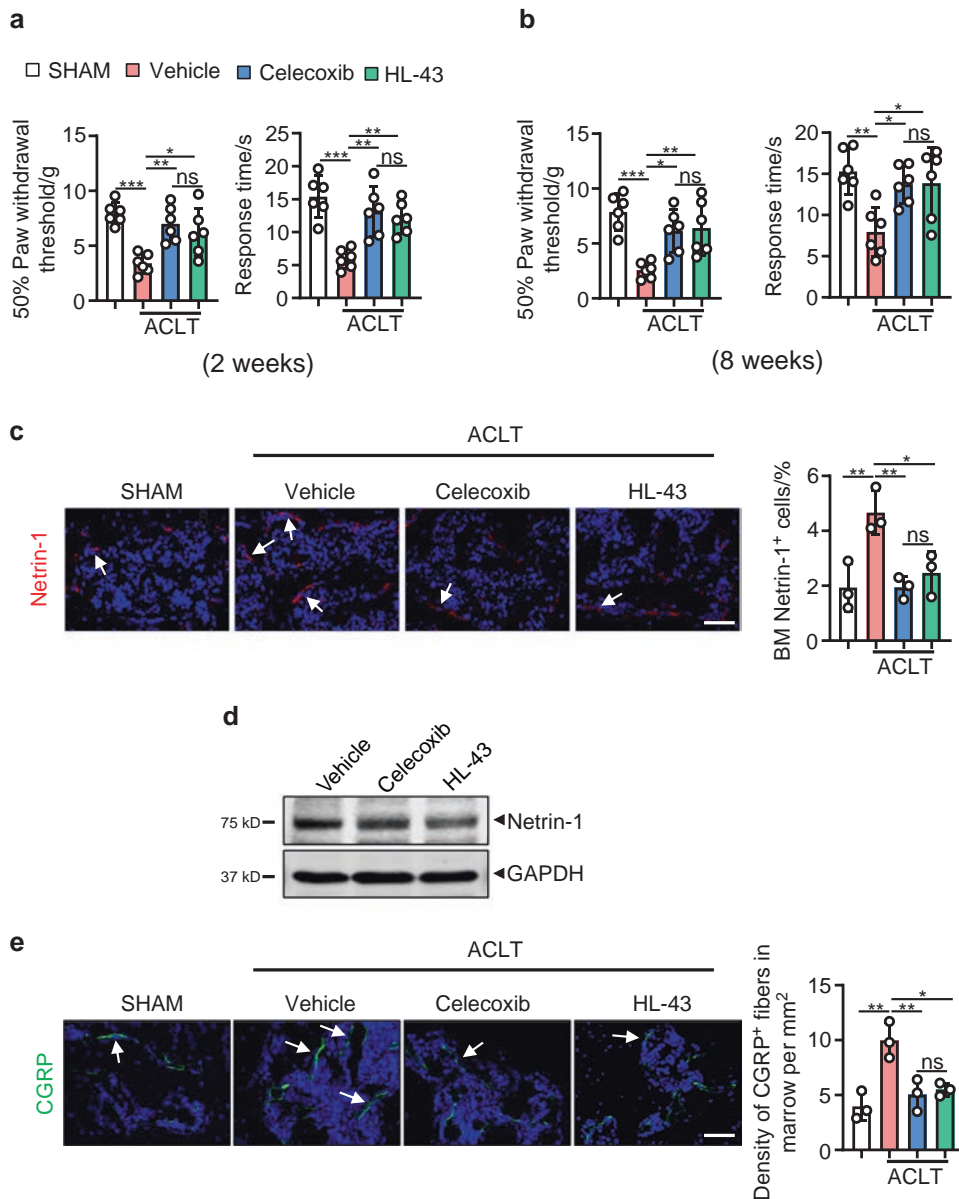 a
b
SHAM Vehicle Celecoxib HL-43
50% Paw withdrawal
threshold/g
15
10
5
0
***
**
*
ns
ACLT
Response time/s
25
20
15
10
5
0
***
**
**
ns
ACLT
(2 weeks)
50% Paw withdrawal
threshold/g
15
10
5
0
***
*
**
ns
ACLT
Response time/s
20
15
10
5
0
**
*
*
ns
ACLT
(8 weeks)
c
ACLT
SHAM Vehicle Celecoxib HL-43
Netrin-1
BM Netrin-1+ cells/%
6
4
2
0
** **
*
ns
ACLT
d
Vehicle Celecoxib HL-43
75 kD Netrin-1
37 kD GAPDH
e
ACLT
SHAM Vehicle Celecoxib HL-43
CGRP
Density of CGRP+ fibers in
marrow per mm2
15
10
5
0
** **
*
ns
ACLT